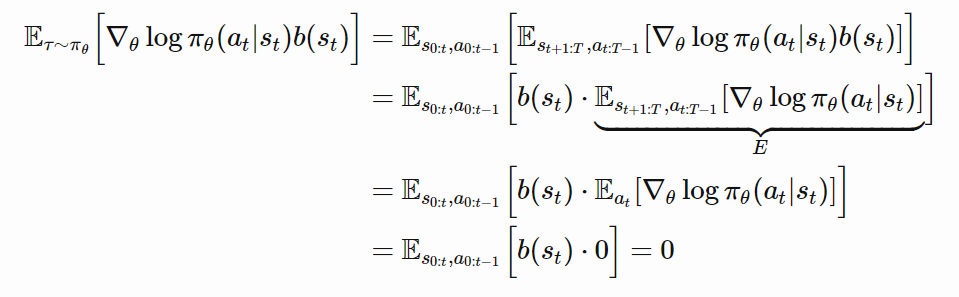 𝔼_{τ∼π_θ}[∇_θ log π_θ(a_t|s_t)b(s_t)] = 𝔼_{s_{0:t},a_{0:t−1}}[𝔼_{s_{t+1:T},a_{t:T−1}}[∇_θ log π_θ(a_t|s_t)b(s_t)]]
= 𝔼_{s_{0:t},a_{0:t−1}}[b(s_t) · 𝔼_{s_{t+1:T},a_{t:T−1}}[∇_θ log π_θ(a_t|s_t)]]
E
= 𝔼_{s_{0:t},a_{0:t−1}}[b(s_t) · 𝔼_{a_t}[∇_θ log π_θ(a_t|s_t)]]
= 𝔼_{s_{0:t},a_{0:t−1}}[b(s_t) · 0] = 0